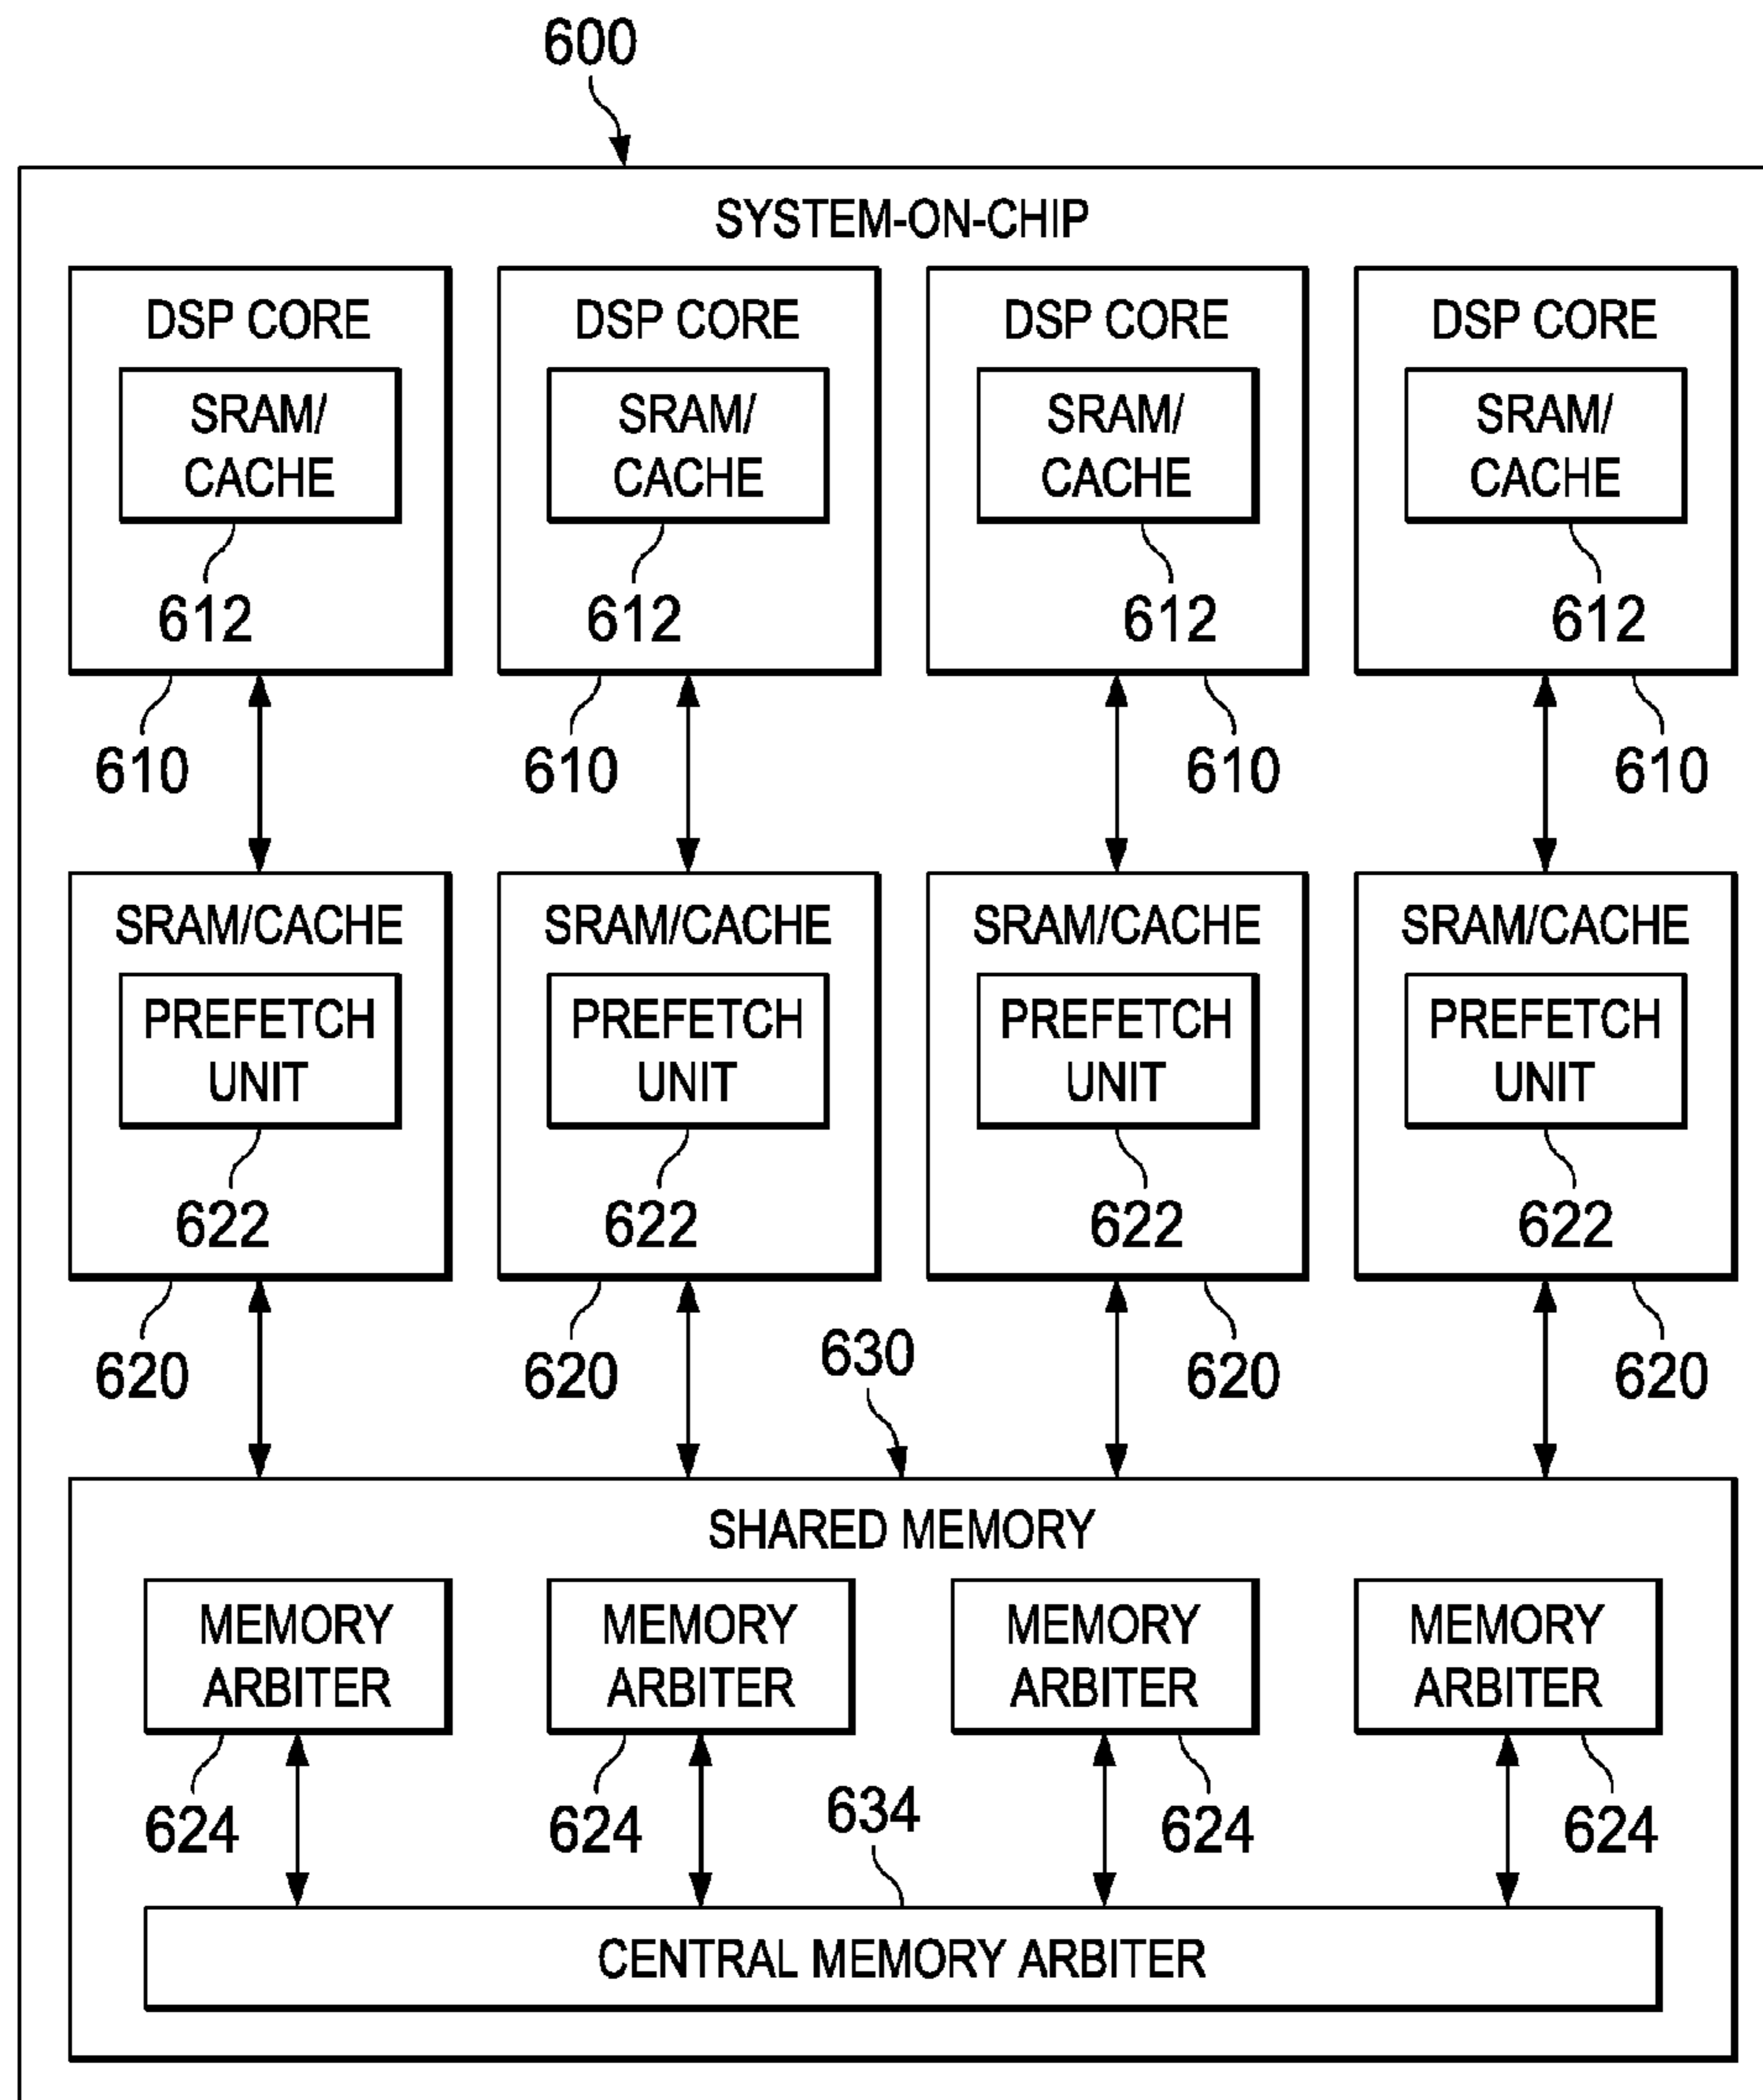 600
SYSTEM-ON-CHIP
DSP CORE DSP CORE DSP CORE DSP CORE
SRAM/ SRAM/ SRAM/ SRAM/
CACHE CACHE CACHE CACHE
612 612 612 612
610 610 610 610
SRAM/CACHE SRAM/CACHE SRAM/CACHE SRAM/CACHE
PREFETCH PREFETCH PREFETCH PREFETCH
UNIT UNIT UNIT UNIT
622 622 622 622
620 620 630 620 620
SHARED MEMORY
MEMORY MEMORY MEMORY MEMORY
ARBITER ARBITER ARBITER ARBITER
624 624 634 624 624
CENTRAL MEMORY ARBITER